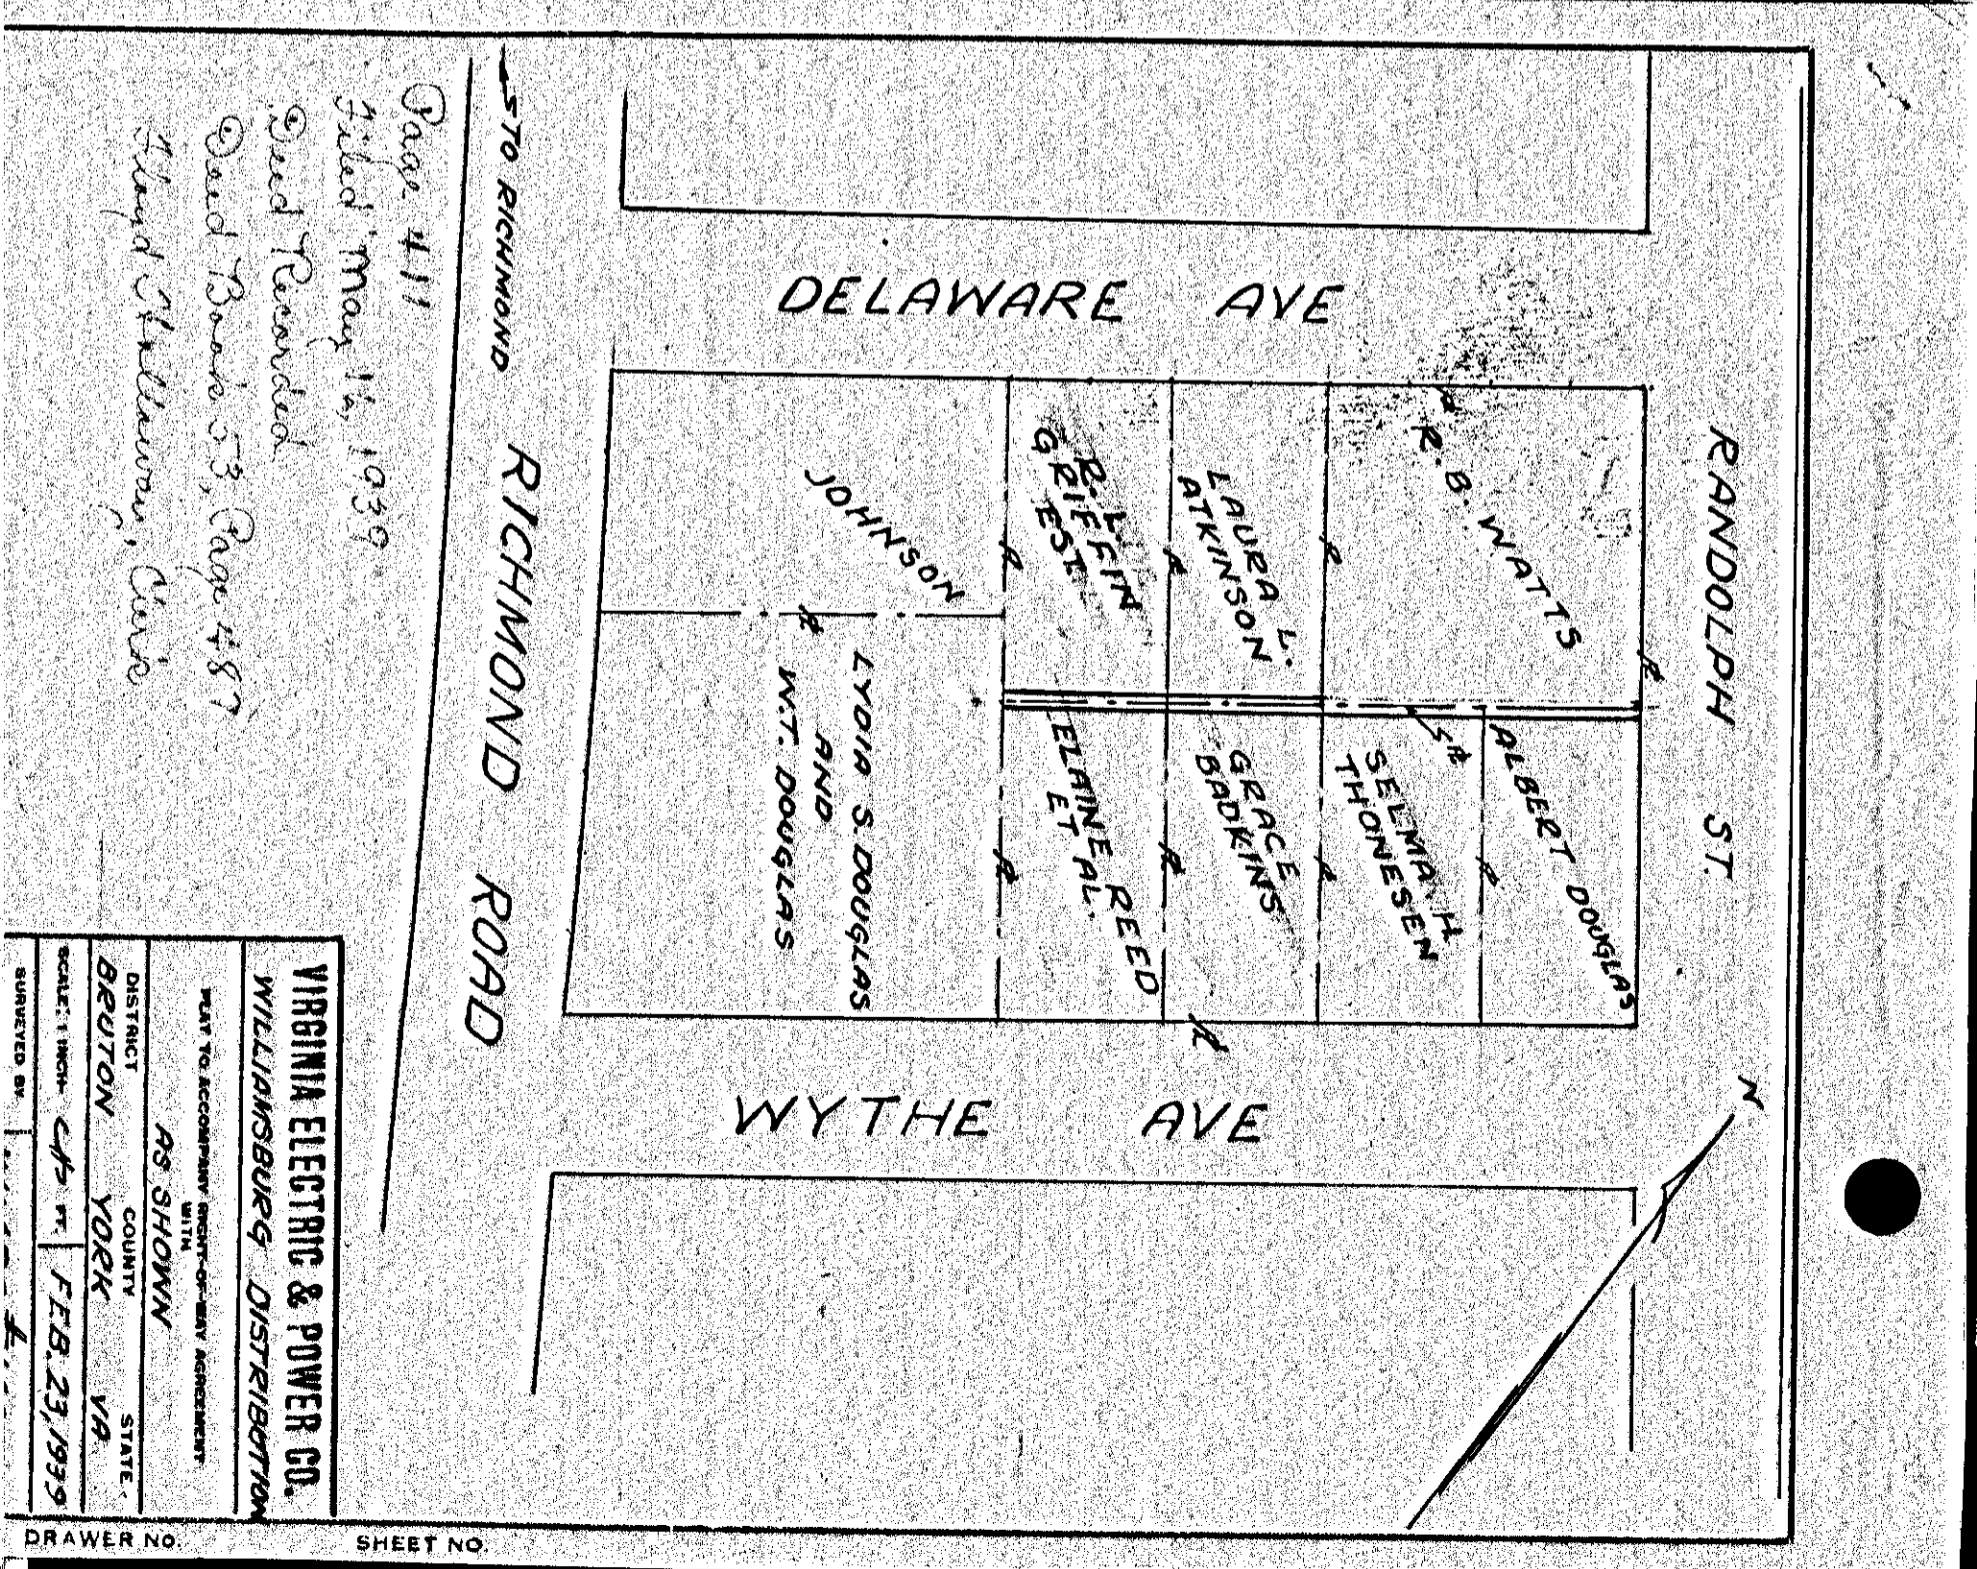 DELAWARE AVE
RANDOLPH ST.
← TO RICHMOND
RICHMOND ROAD
WYTHE AVE
N
JOHNSON
R.L.
GRIFFIN
EST.
LAURA L.
ATKINSON
R. B. WATTS
LYDIA S. DOUGLAS
AND
W.T. DOUGLAS
ELAINE REED
ET AL.
GRACE
BADKINS
SELMA H.
THONESEN
ALBERT DOUGLAS
5'
Page 411
Filed May 16, 1939
Deed Recorded
Deed Book 53, Page 487
Floyd Holloway, Clerk
VIRGINIA ELECTRIC & POWER CO.
WILLIAMSBURG DISTRIBUTION
PLAT TO ACCOMPANY RIGHT-OF-WAY AGREEMENT
WITH
AS SHOWN
DISTRICT COUNTY STATE
BRUTON YORK VA.
SCALE: 1 INCH = FT. FEB. 23, 1939
SURVEYED BY
DRAWER NO. SHEET NO.